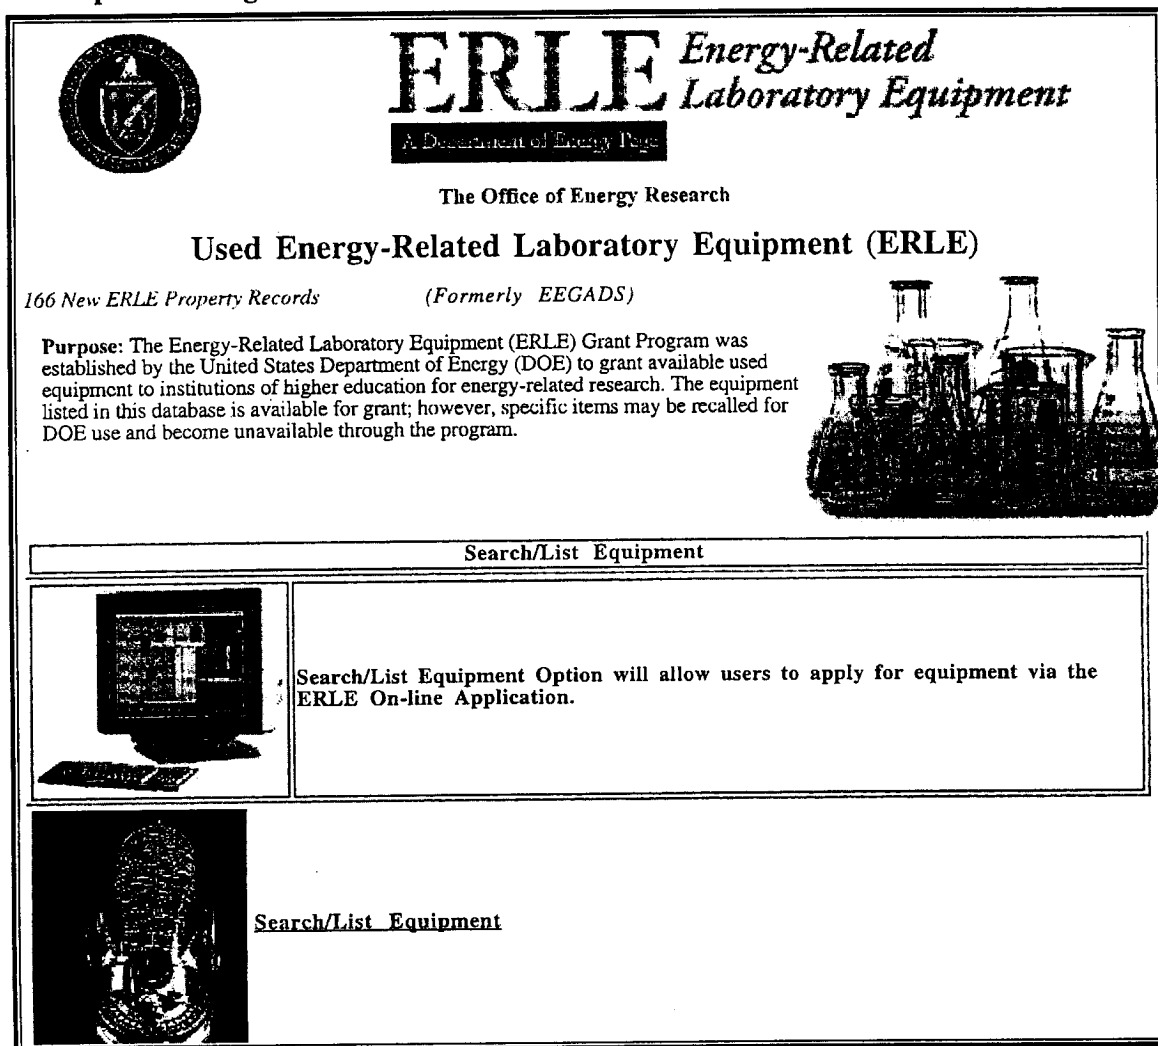 ERLE Energy-Related
Laboratory Equipment
A Department of Energy Page
The Office of Energy Research
Used Energy-Related Laboratory Equipment (ERLE)
166 New ERLE Property Records (Formerly EEGADS)
Purpose: The Energy-Related Laboratory Equipment (ERLE) Grant Program was
established by the United States Department of Energy (DOE) to grant available used
equipment to institutions of higher education for energy-related research. The equipment
listed in this database is available for grant; however, specific items may be recalled for
DOE use and become unavailable through the program.
Search/List Equipment
Search/List Equipment Option will allow users to apply for equipment via the
ERLE On-line Application.
Search/List Equipment